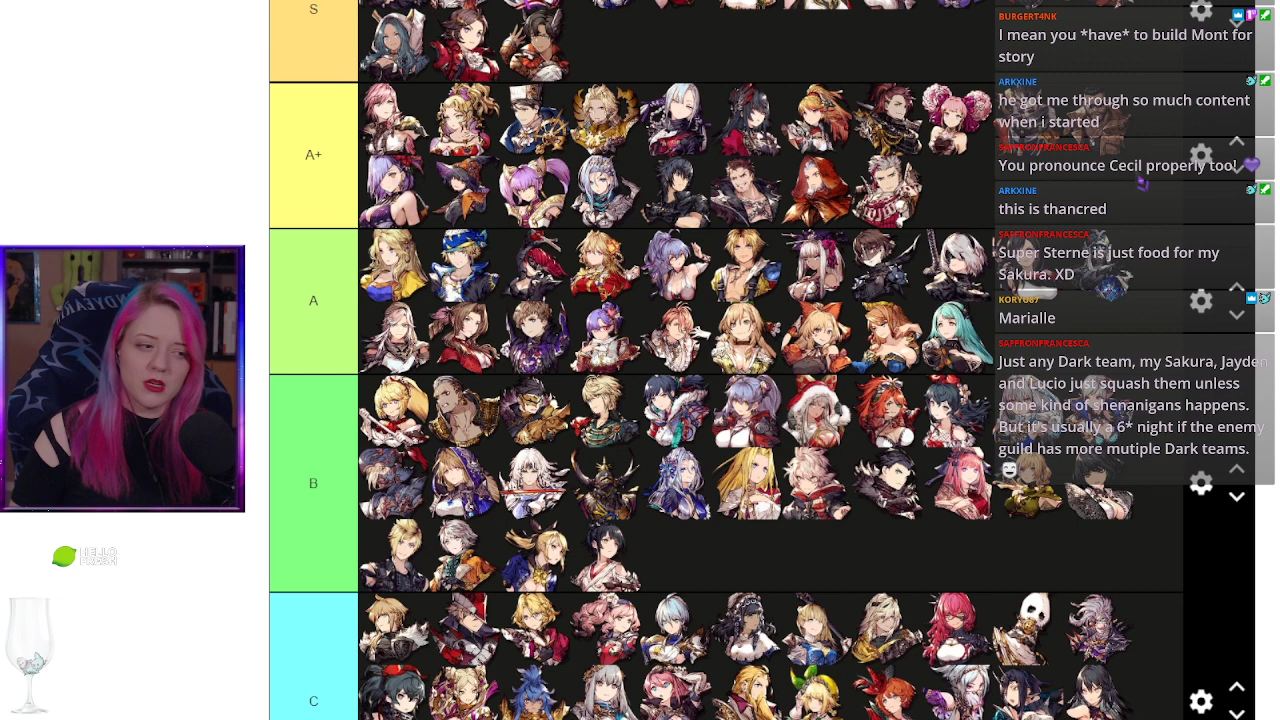 S
A+
A
B
C
BURGERT4NK
I mean you *have* to build Mont for
story
ARKXINE
he got me through so much content
when i started
SAFFRONFRANCESCA
You pronounce Cecil properly too!
ARKXINE
this is thancred
SAFFRONFRANCESCA
Super Sterne is just food for my
Sakura. XD
KORY087
Marialle
SAFFRONFRANCESCA
Just any Dark team, my Sakura, Jayden
and Lucio just squash them unless
some kind of shenanigans happens.
But it's usually a 6* night if the enemy
guild has more mutiple Dark teams.
HELLO
FRESH